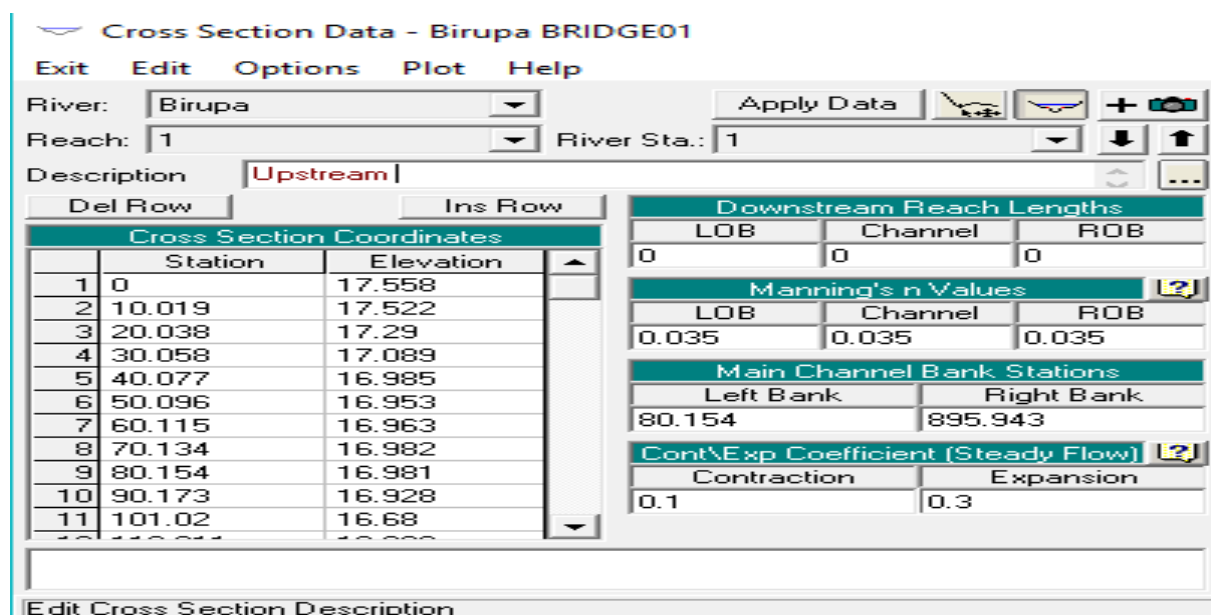 Cross Section Data - Birupa BRIDGE01
Exit Edit Options Plot Help
River: Birupa Apply Data
Reach: 1 River Sta.: 1
Description Upstream ...
Del Row Ins Row Downstream Reach Lengths
Cross Section Coordinates LOB Channel ROB
Station Elevation 0 0 0
1 0 17.558
2 10.019 17.522 Manning's n Values
3 20.038 17.29 LOB Channel ROB
4 30.058 17.089 0.035 0.035 0.035
5 40.077 16.985 Main Channel Bank Stations
6 50.096 16.953 Left Bank Right Bank
7 60.115 16.963 80.154 895.943
8 70.134 16.982 Cont\Exp Coefficient (Steady Flow)
9 80.154 16.981 Contraction Expansion
10 90.173 16.928 0.1 0.3
11 101.02 16.68
Edit Cross Section Description